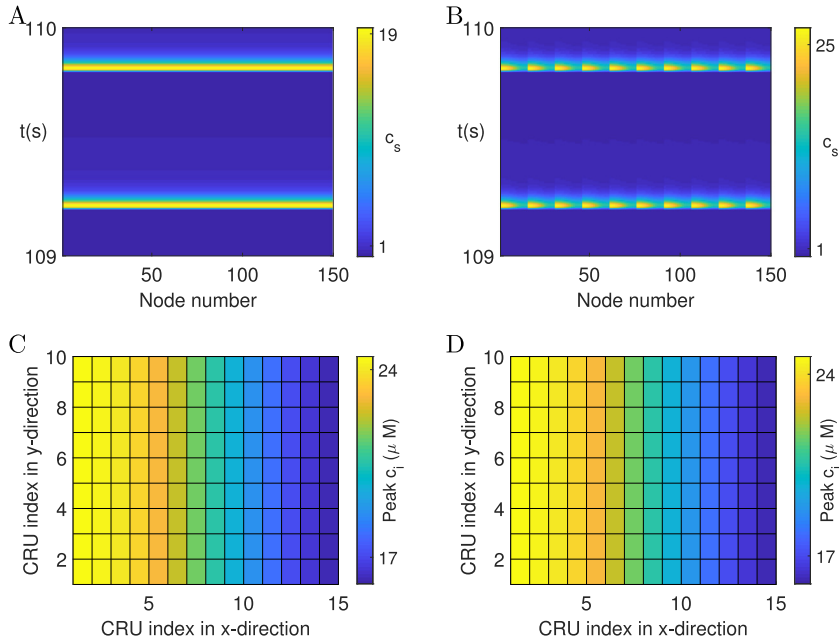 A
110
t(s)
109
50
100
150
Node number
19
c_s
1
B
110
t(s)
109
50
100
150
Node number
25
c_s
1
C
10
8
6
4
2
CRU index in y-direction
5
10
15
CRU index in x-direction
24
Peak c_i (μ M)
17
D
10
8
6
4
2
CRU index in y-direction
5
10
15
CRU index in x-direction
24
Peak c_i (μ M)
17